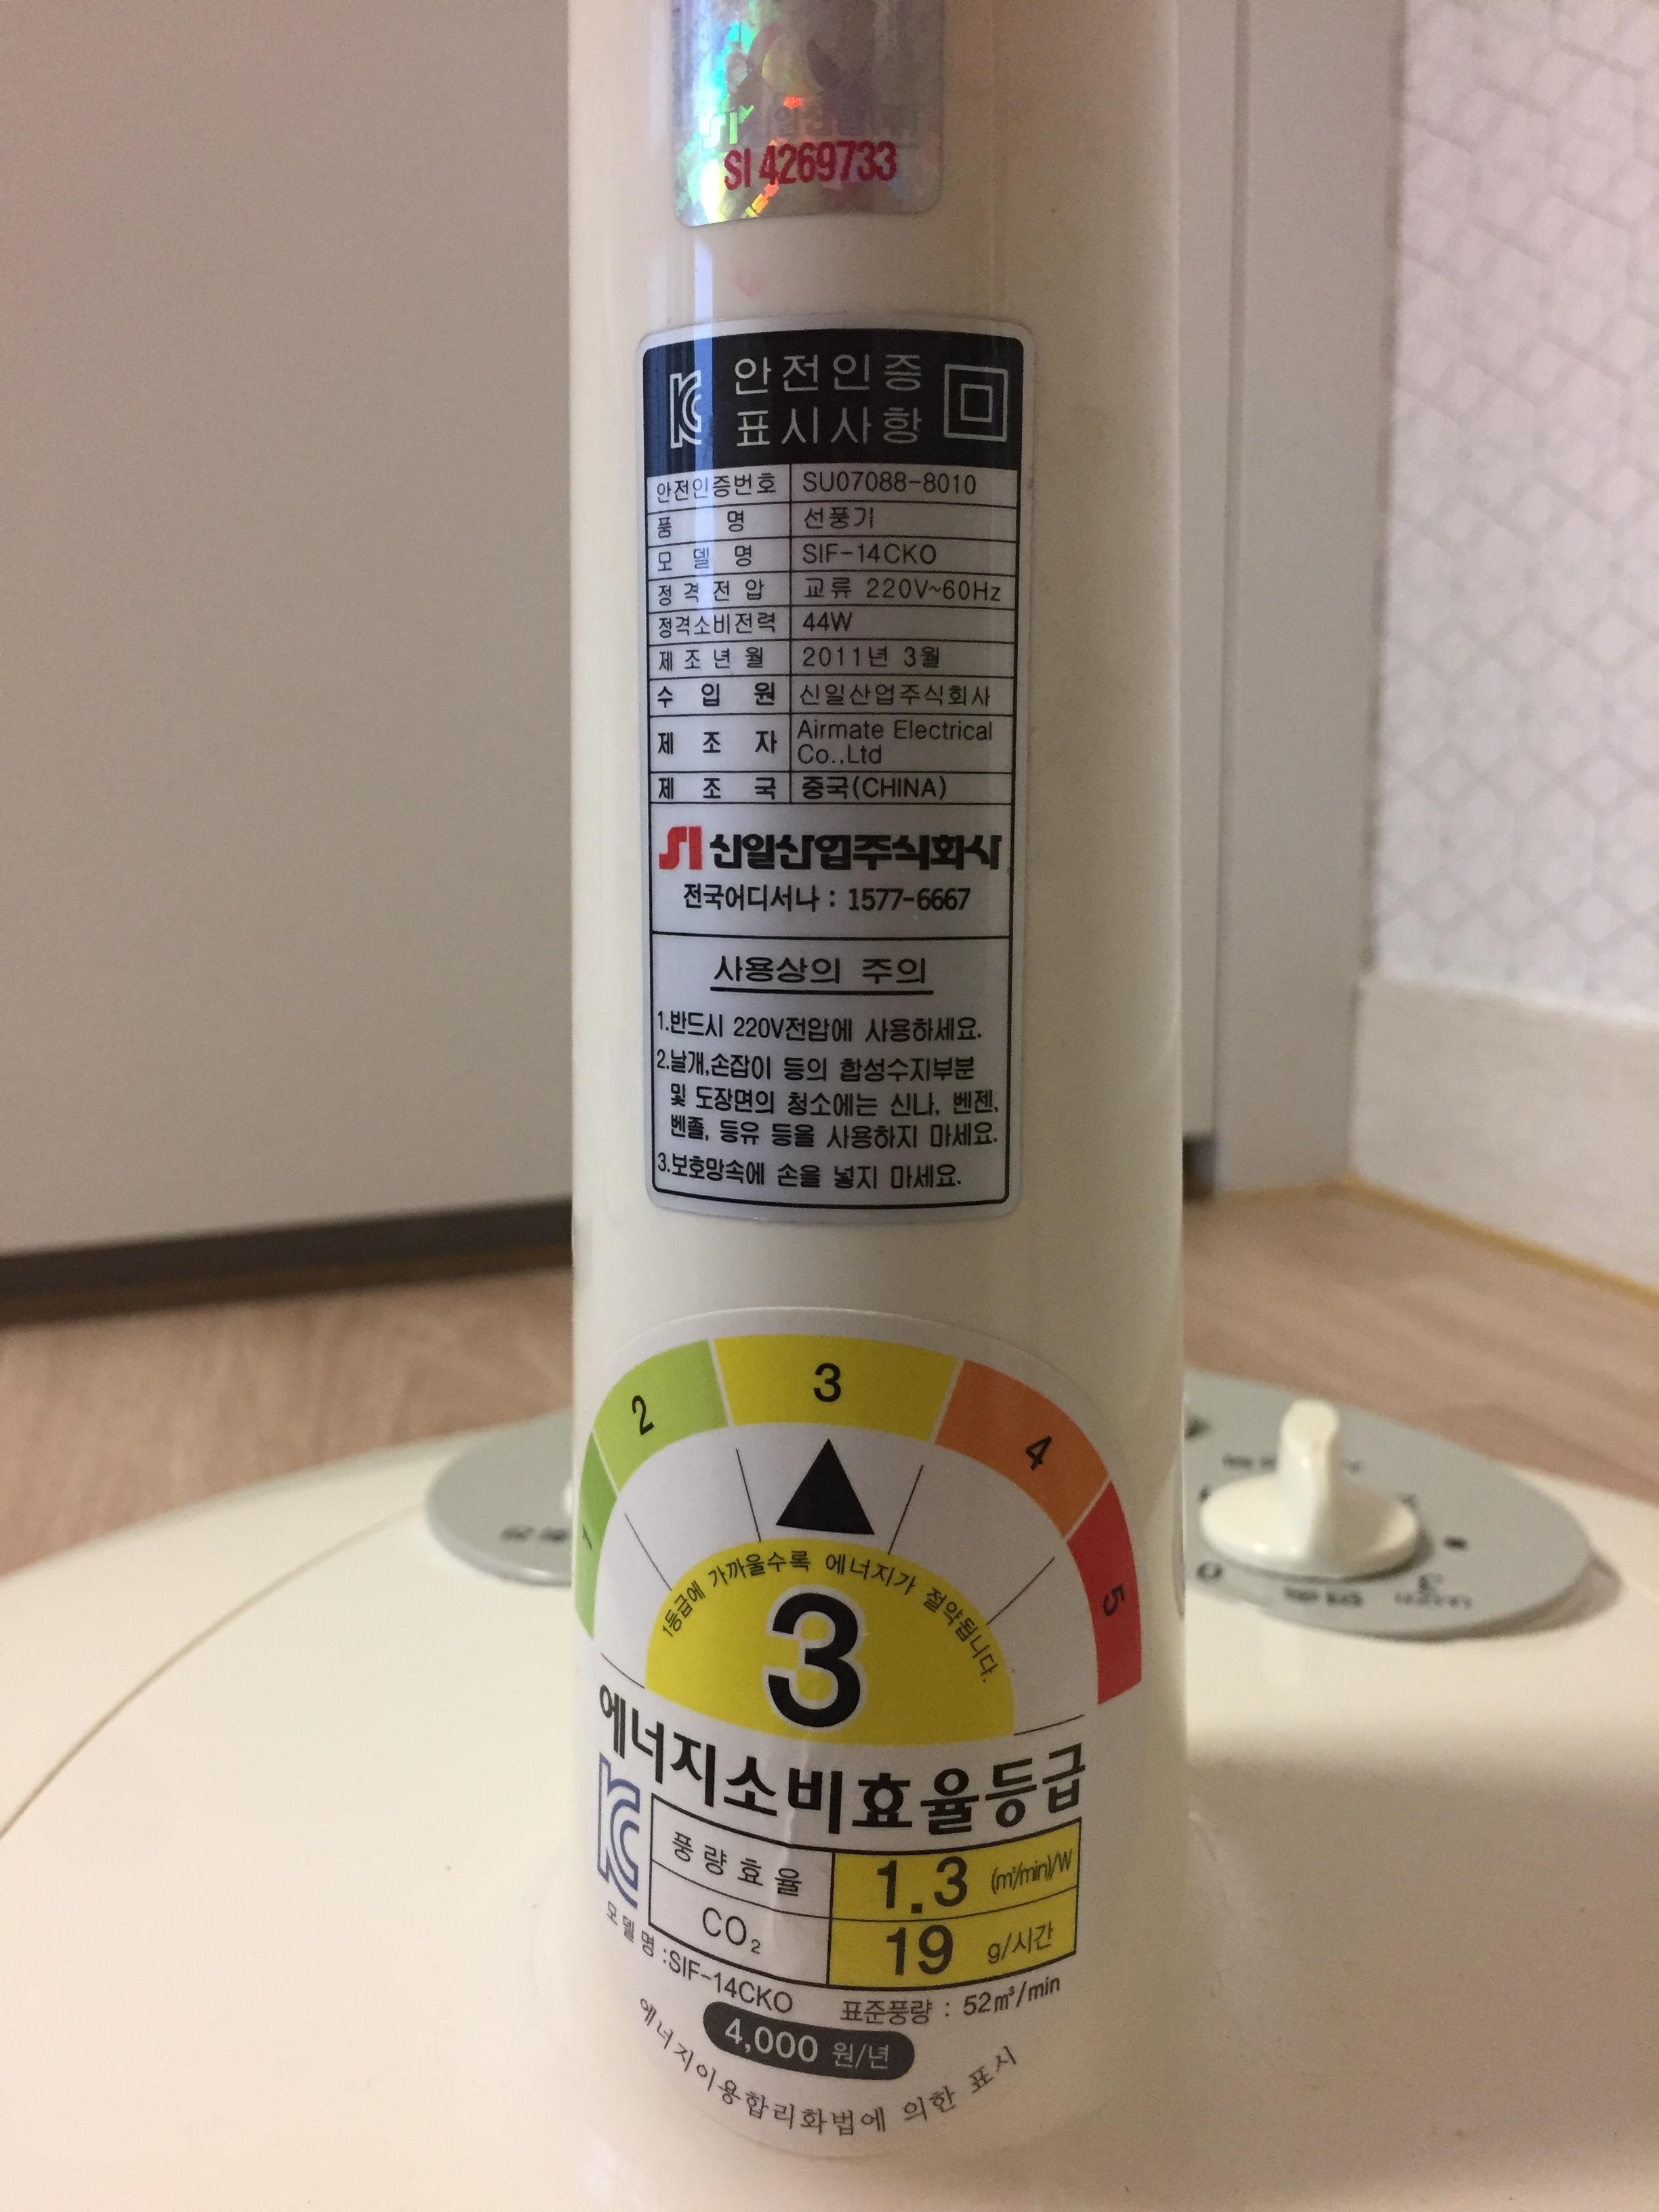 SI 4269733
안전인증
표시사항
안전인증번호 SU07088-8010
품 명 선풍기
모 델 명 SIF-14CKO
정 격 전 압 교류 220V~60Hz
정격소비전력 44W
제 조 년 월 2011년 3월
수 입 원 신일산업주식회사
제 조 자 Airmate Electrical
Co.,Ltd
제 조 국 중국(CHINA)
SI 신일산업주식회사
전국어디서나 : 1577-6667
사용상의 주의
1.반드시 220V전압에 사용하세요.
2.날개,손잡이 등의 합성수지부분
및 도장면의 청소에는 신나, 벤젠,
벤졸, 등유 등을 사용하지 마세요.
3.보호망속에 손을 넣지 마세요.
1 2 3 4 5
1등급에 가까울수록 에너지가 절약됩니다.
3
에너지소비효율등급
풍량효율 1.3 (m³/min)/W
CO₂ 19 g/시간
모델명 :SIF-14CKO 표준풍량 : 52m³/min
4,000 원/년
에너지이용합리화법에 의한 표시